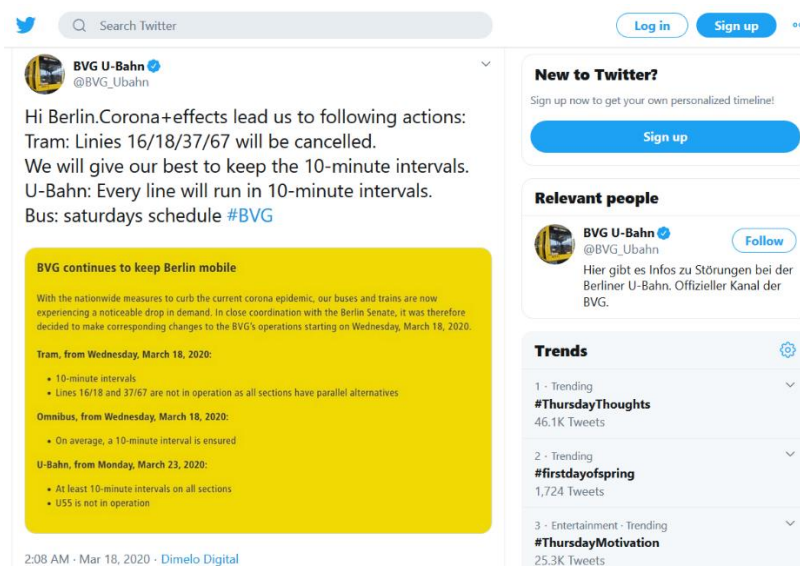 Search Twitter
Log in
Sign up
BVG U-Bahn
@BVG_Ubahn
Hi Berlin.Corona+effects lead us to following actions:
Tram: Linies 16/18/37/67 will be cancelled.
We will give our best to keep the 10-minute intervals.
U-Bahn: Every line will run in 10-minute intervals.
Bus: saturdays schedule #BVG
BVG continues to keep Berlin mobile
With the nationwide measures to curb the current corona epidemic, our buses and trains are now
experiencing a noticeable drop in demand. In close coordination with the Berlin Senate, it was therefore
decided to make corresponding changes to the BVG's operations starting on Wednesday, March 18, 2020.
Tram, from Wednesday, March 18, 2020:
• 10-minute intervals
• Lines 16/18 and 37/67 are not in operation as all sections have parallel alternatives
Omnibus, from Wednesday, March 18, 2020:
• On average, a 10-minute interval is ensured
U-Bahn, from Monday, March 23, 2020:
• At least 10-minute intervals on all sections
• U55 is not in operation
2:08 AM · Mar 18, 2020 · Dimelo Digital
New to Twitter?
Sign up now to get your own personalized timeline!
Sign up
Relevant people
BVG U-Bahn
@BVG_Ubahn
Follow
Hier gibt es Infos zu Störungen bei der
Berliner U-Bahn. Offizieller Kanal der
BVG.
Trends
1 · Trending
#ThursdayThoughts
46.1K Tweets
2 · Trending
#firstdayofspring
1,724 Tweets
3 · Entertainment · Trending
#ThursdayMotivation
25.3K Tweets